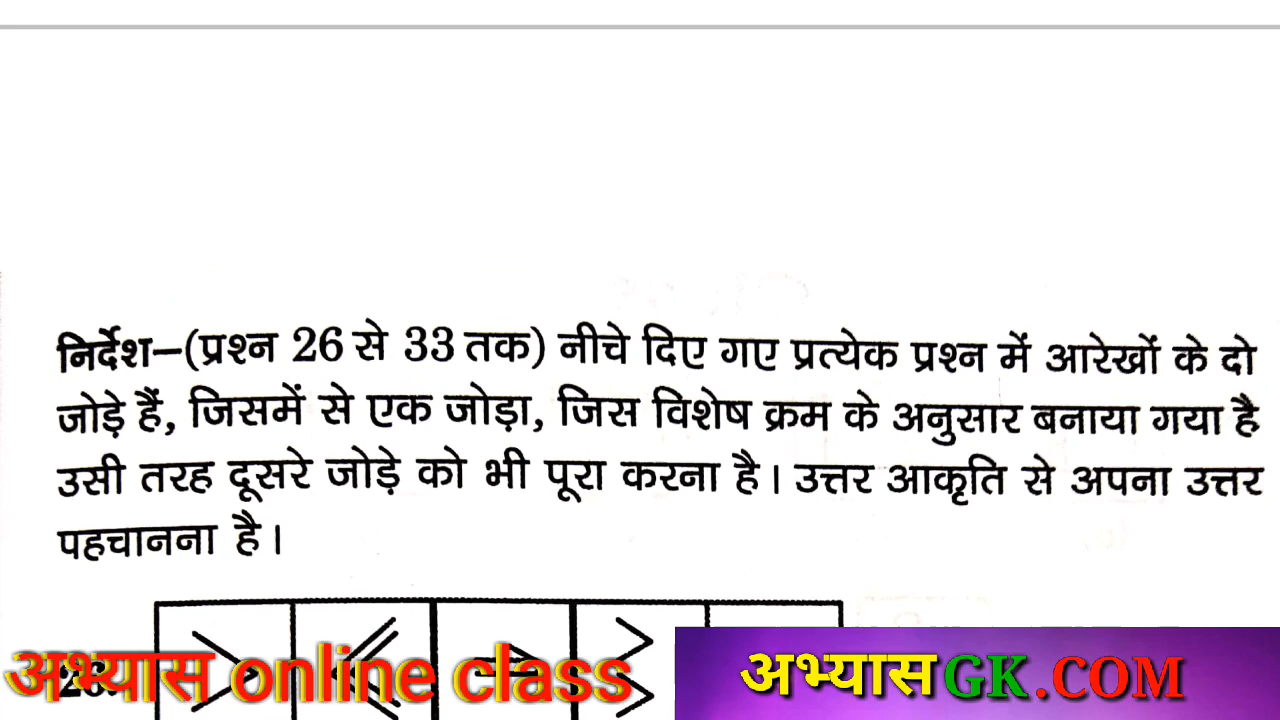 निर्देश–(प्रश्न 26 से 33 तक) नीचे दिए गए प्रत्येक प्रश्न में आरेखों के दो
जोड़े हैं, जिसमें से एक जोड़ा, जिस विशेष क्रम के अनुसार बनाया गया है
उसी तरह दूसरे जोड़े को भी पूरा करना है। उत्तर आकृति से अपना उत्तर
पहचानना है।
अभ्यास online class
अभ्यास GK.COM